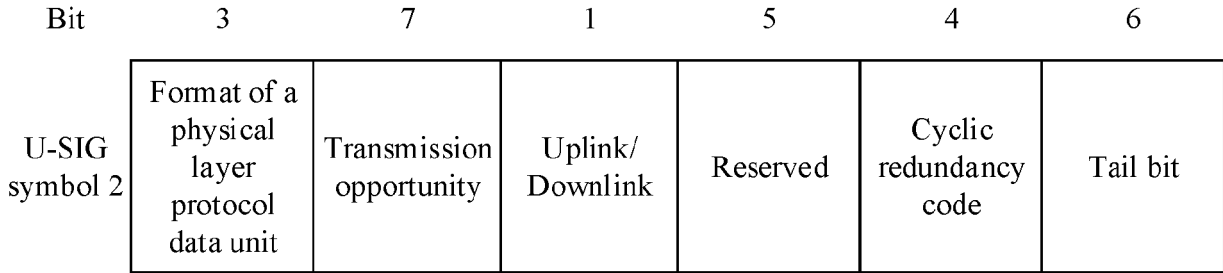 Bit 3 7 1 5 4 6
U-SIG
symbol 2
Format of a
physical
layer
protocol
data unit
Transmission
opportunity
Uplink/
Downlink
Reserved
Cyclic
redundancy
code
Tail bit